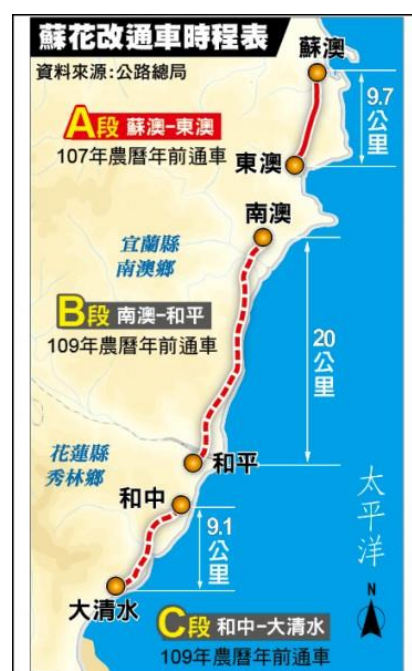 蘇花改通車時程表
資料來源:公路總局
蘇澳
9.7
公里
A段 蘇澳-東澳
107年農曆年前通車
東澳
南澳
宜蘭縣
南澳鄉
B段 南澳-和平
109年農曆年前通車
20
公里
花蓮縣
秀林鄉
和平
和中
太平洋
9.1
公里
N
大清水
C段 和中-大清水
109年農曆年前通車